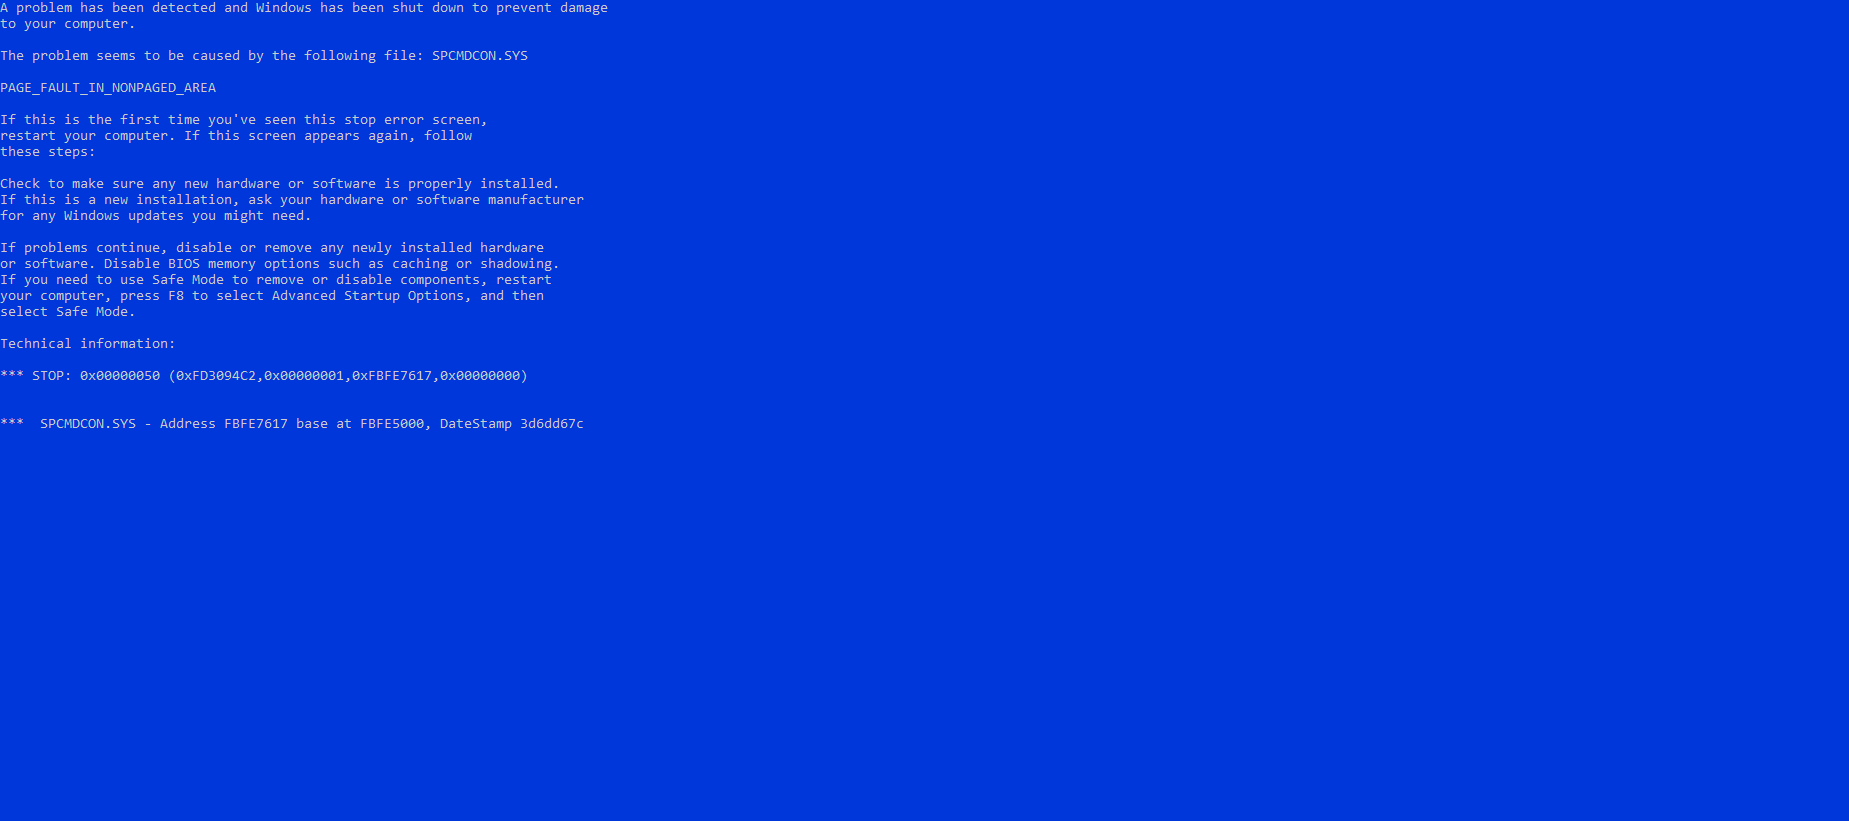 A problem has been detected and Windows has been shut down to prevent damage
to your computer.

The problem seems to be caused by the following file: SPCMDCON.SYS

PAGE_FAULT_IN_NONPAGED_AREA

If this is the first time you've seen this stop error screen,
restart your computer. If this screen appears again, follow
these steps:

Check to make sure any new hardware or software is properly installed.
If this is a new installation, ask your hardware or software manufacturer
for any Windows updates you might need.

If problems continue, disable or remove any newly installed hardware
or software. Disable BIOS memory options such as caching or shadowing.
If you need to use Safe Mode to remove or disable components, restart
your computer, press F8 to select Advanced Startup Options, and then
select Safe Mode.

Technical information:

*** STOP: 0x00000050 (0xFD3094C2,0x00000001,0xFBFE7617,0x00000000)

***  SPCMDCON.SYS - Address FBFE7617 base at FBFE5000, DateStamp 3d6dd67c